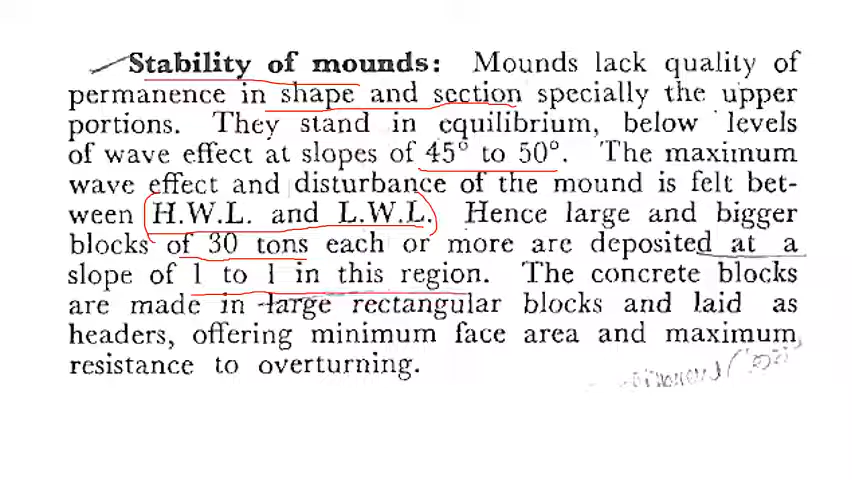 Stability of mounds: Mounds lack quality of
permanence in shape and section specially the upper
portions. They stand in equilibrium, below levels
of wave effect at slopes of 45° to 50°. The maximum
wave effect and disturbance of the mound is felt bet-
ween H.W.L. and L.W.L. Hence large and bigger
blocks of 30 tons each or more are deposited at a
slope of 1 to 1 in this region. The concrete blocks
are made in large rectangular blocks and laid as
headers, offering minimum face area and maximum
resistance to overturning.